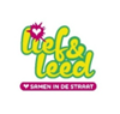 lief & leed
SAMEN IN DE STRAAT